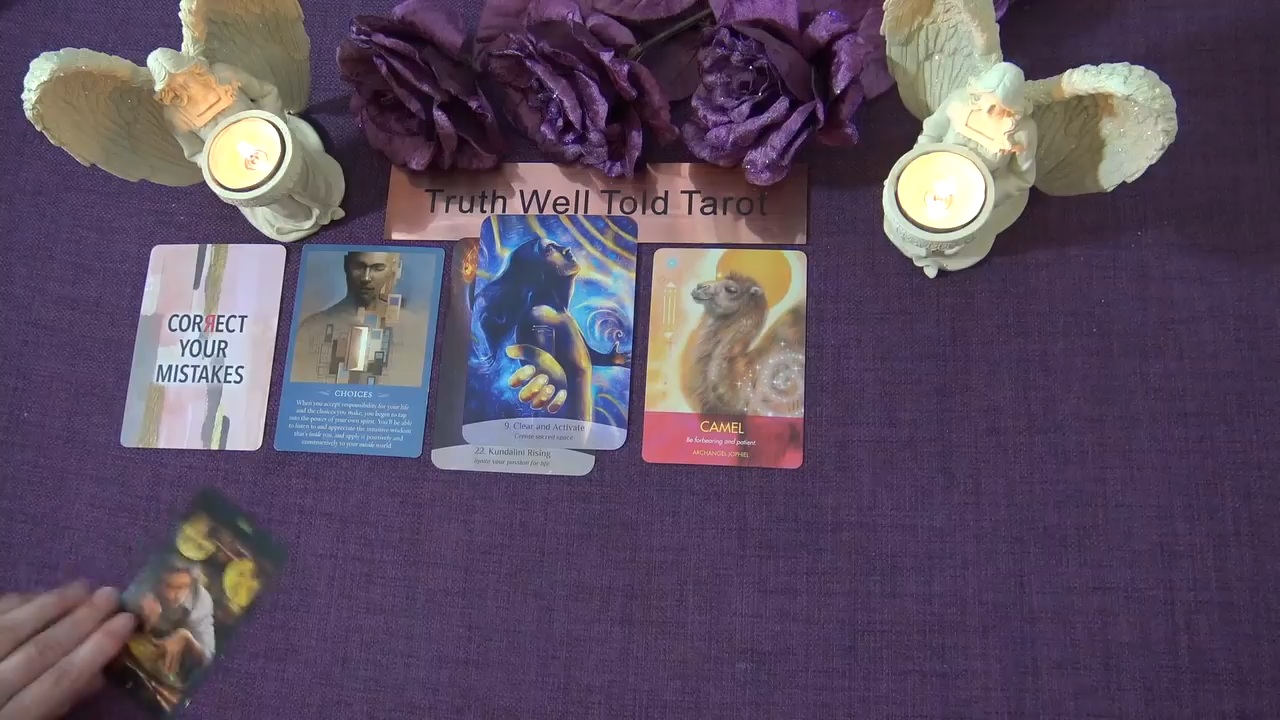 Truth Well Told Tarot
CORRECT
YOUR
MISTAKES
CHOICES
When you accept responsibility for your life
and the choices you make, you begin to tap
into the power of your own spirit. You'll be able
to listen to and appreciate the intuitive wisdom
that's inside you, and apply it positively and
constructively to your outside world.
9. Clear and Activate
Create sacred space
22. Kundalini Rising
Ignite your passion for life
CAMEL
Be forbearing and patient
ARCHANGEL JOPHIEL